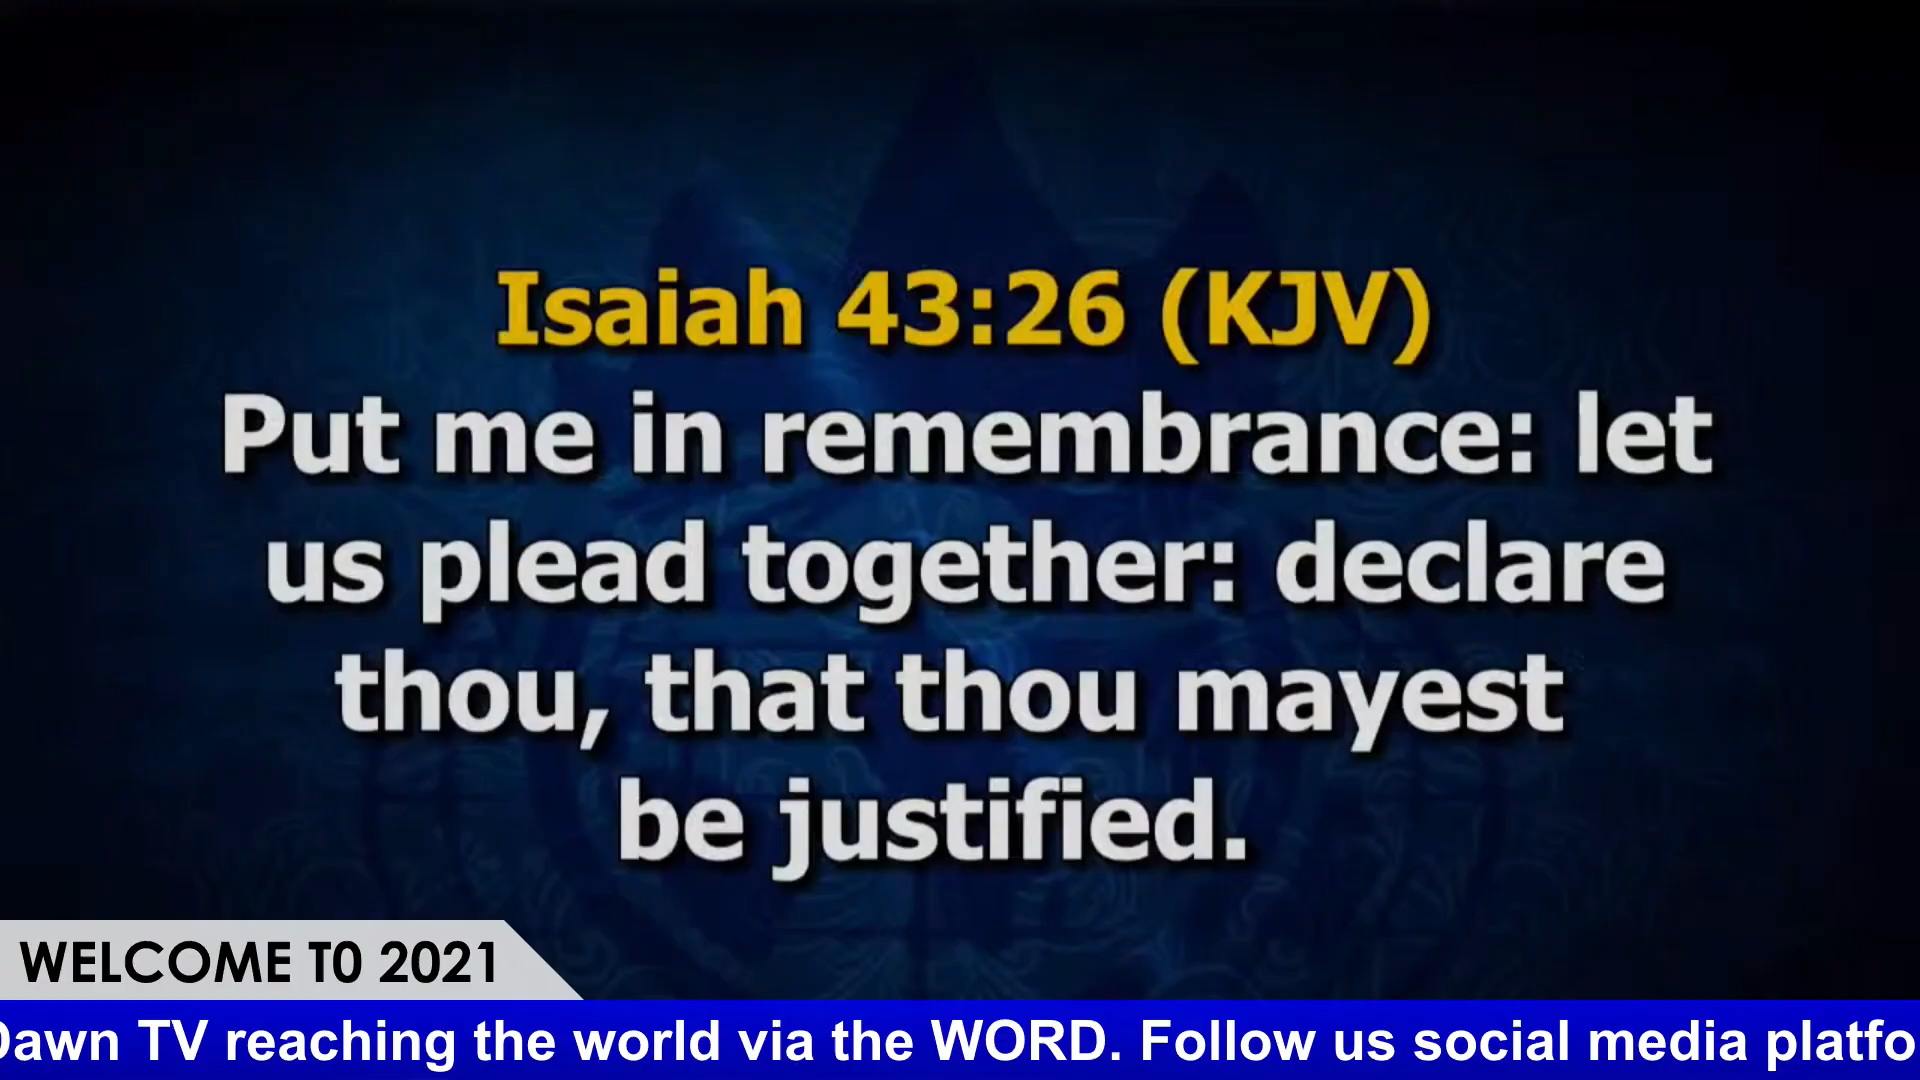 Isaiah 43:26 (KJV)
Put me in remembrance: let
us plead together: declare
thou, that thou mayest
be justified.
WELCOME T0 2021
Dawn TV reaching the world via the WORD. Follow us social media platfo